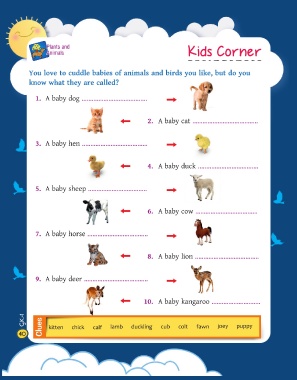 Plants and
Animals
Kids Corner
You love to cuddle babies of animals and birds you like, but do you
know what they are called?
1. A baby dog
2. A baby cat
3. A baby hen
4. A baby duck
5. A baby sheep
6. A baby cow
7. A baby horse
8. A baby lion
9. A baby deer
10. A baby kangaroo
Clues
kitten chick calf lamb duckling cub colt fawn joey puppy
GK-1
40